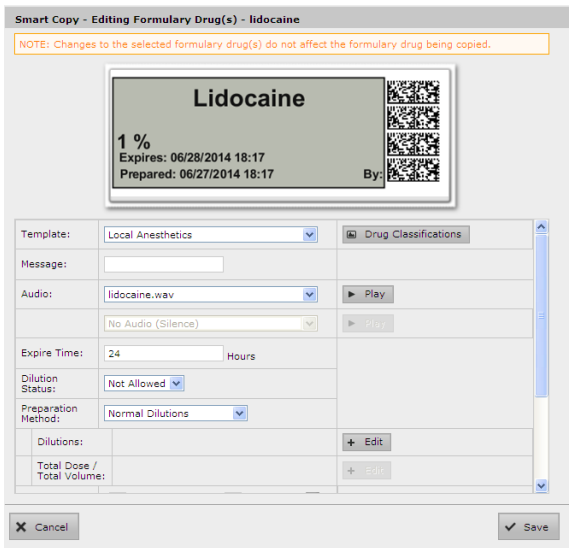 Smart Copy - Editing Formulary Drug(s) - lidocaine
NOTE: Changes to the selected formulary drug(s) do not affect the formulary drug being copied.
Lidocaine
1 %
Expires: 06/28/2014 18:17
Prepared: 06/27/2014 18:17 By:
Template: Local Anesthetics Drug Classifications
Message:
Audio: lidocaine.wav Play
No Audio (Silence) Play
Expire Time: 24 Hours
Dilution
Status: Not Allowed
Preparation
Method: Normal Dilutions
Dilutions: + Edit
Total Dose /
Total Volume: + Edit
Cancel Save